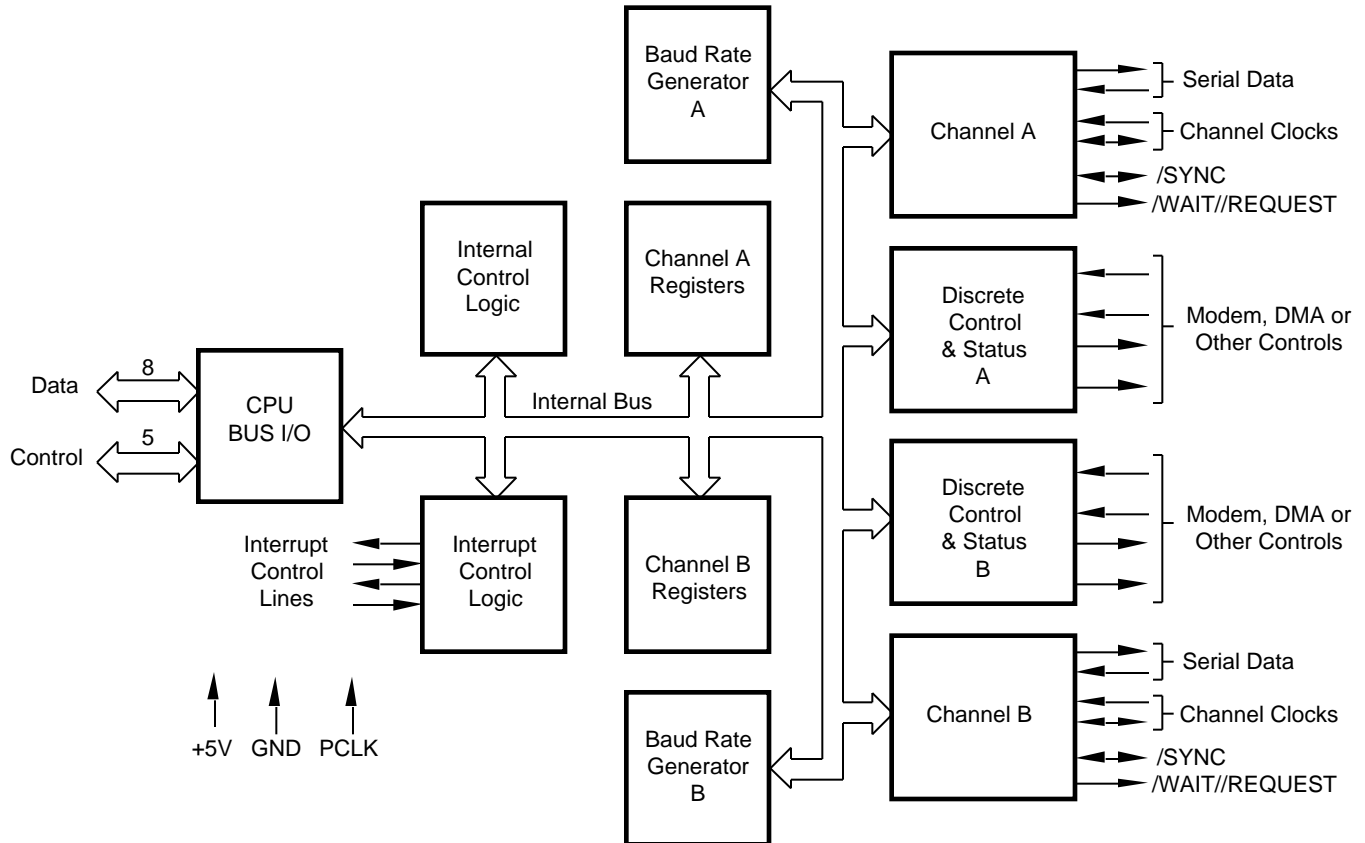 Baud Rate
Generator
A
Channel A
Serial Data
Channel Clocks
/SYNC
/WAIT//REQUEST
Internal
Control
Logic
Channel A
Registers
Discrete
Control
& Status
A
Modem, DMA or
Other Controls
Data
8
Control
5
CPU
BUS I/O
Internal Bus
Discrete
Control
& Status
B
Modem, DMA or
Other Controls
Interrupt
Control
Lines
Interrupt
Control
Logic
Channel B
Registers
+5V
GND
PCLK
Baud Rate
Generator
B
Channel B
Serial Data
Channel Clocks
/SYNC
/WAIT//REQUEST